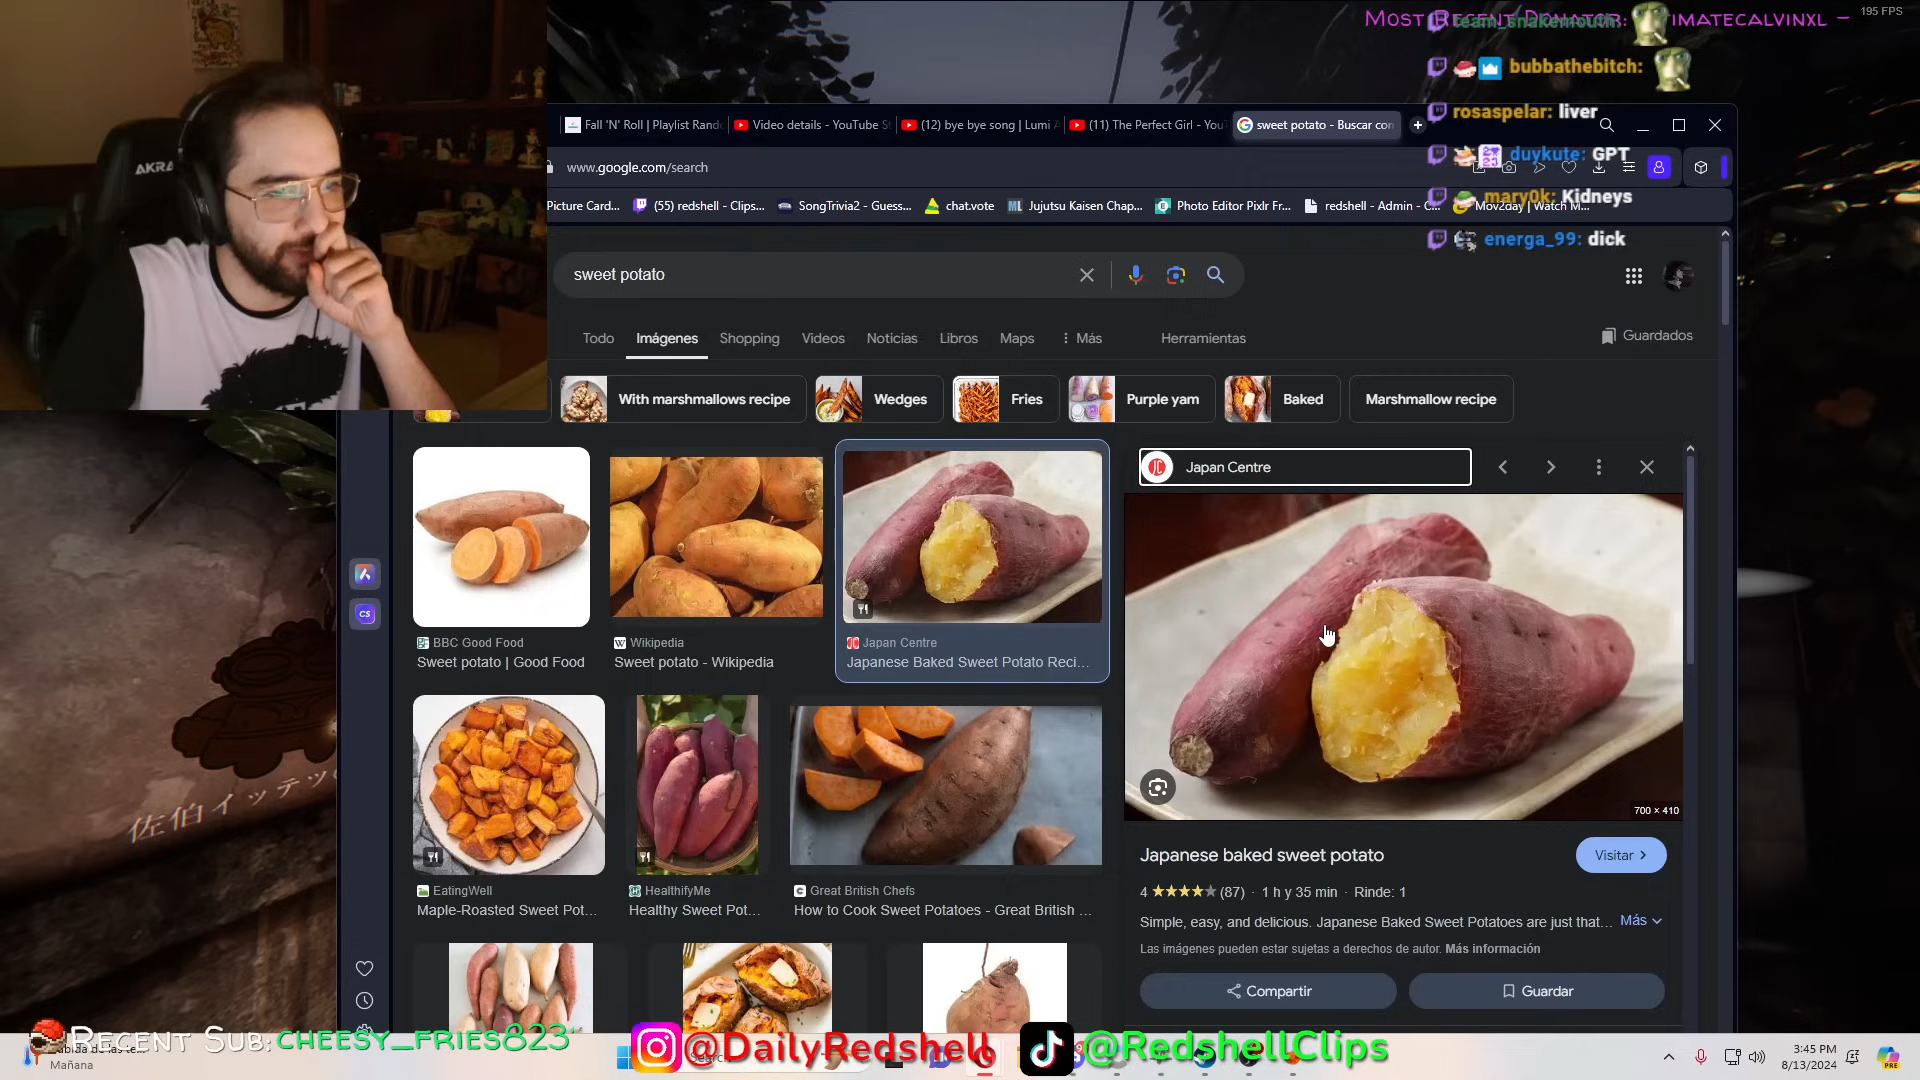 MOST RECENT DONATOR: TIMATECALVINXL –
195 FPS
team_snakemouth:
bubbathebitch:
rosaspelar: liver
duykute: GPT
mary0k: Kidneys
energa_99: dick
AKRA
Fall 'N' Roll | Playlist Rand
Video details - YouTube S
(12) bye bye song | Lumi
(11) The Perfect Girl - You
sweet potato - Buscar con
www.google.com/search
Picture Card...
(55) redshell - Clips...
SongTrivia2 - Guess...
chat.vote
Jujutsu Kaisen Chap...
Photo Editor Pixlr Fr...
redshell - Admin - C...
Mov2day | Watch M...
sweet potato
Todo
Imágenes
Shopping
Videos
Noticias
Libros
Maps
Más
Herramientas
Guardados
With marshmallows recipe
Wedges
Fries
Purple yam
Baked
Marshmallow recipe
BBC Good Food
Sweet potato | Good Food
Wikipedia
Sweet potato - Wikipedia
Japan Centre
Japanese Baked Sweet Potato Reci...
EatingWell
Maple-Roasted Sweet Pot...
HealthifyMe
Healthy Sweet Pot...
Great British Chefs
How to Cook Sweet Potatoes - Great British ...
Japan Centre
700 × 410
Japanese baked sweet potato
Visitar
4 ★★★★★ (87) · 1 h y 35 min · Rinde: 1
Simple, easy, and delicious. Japanese Baked Sweet Potatoes are just that... Más
Las imágenes pueden estar sujetas a derechos de autor. Más información
Compartir
Guardar
CS
佐伯イッテツ
RECENT SUB: CHEESY_FRIES823:
@DailyRedshell
@RedshellClips
Mañana
3:45 PM
8/13/2024
PRE